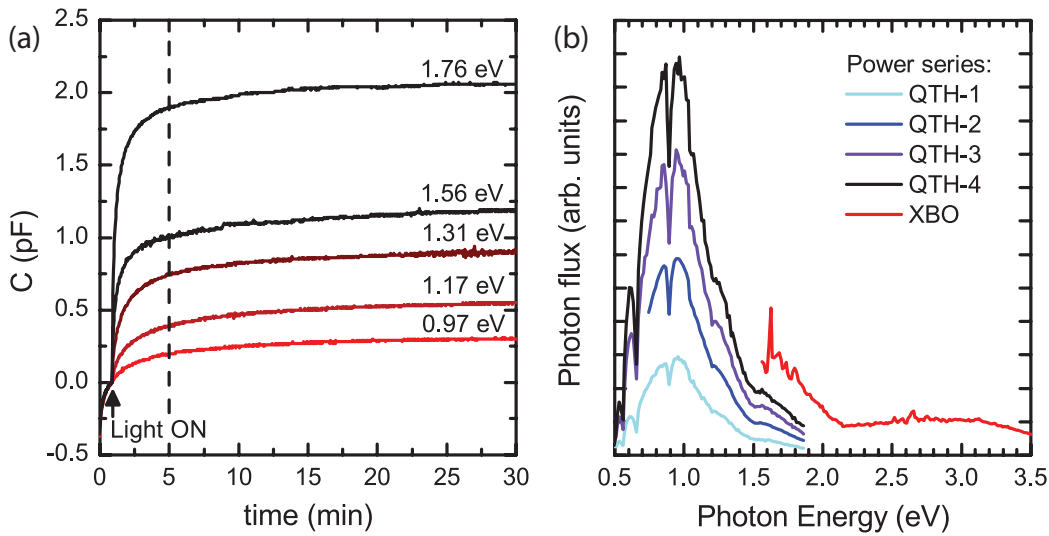 (a)
C (pF)
2.5
2.0
1.5
1.0
0.5
0.0
-0.5
1.76 eV
1.56 eV
1.31 eV
1.17 eV
0.97 eV
Light ON
0 5 10 15 20 25 30
time (min)
(b)
Photon flux (arb. units)
Power series:
QTH-1
QTH-2
QTH-3
QTH-4
XBO
0.5 1.0 1.5 2.0 2.5 3.0 3.5
Photon Energy (eV)